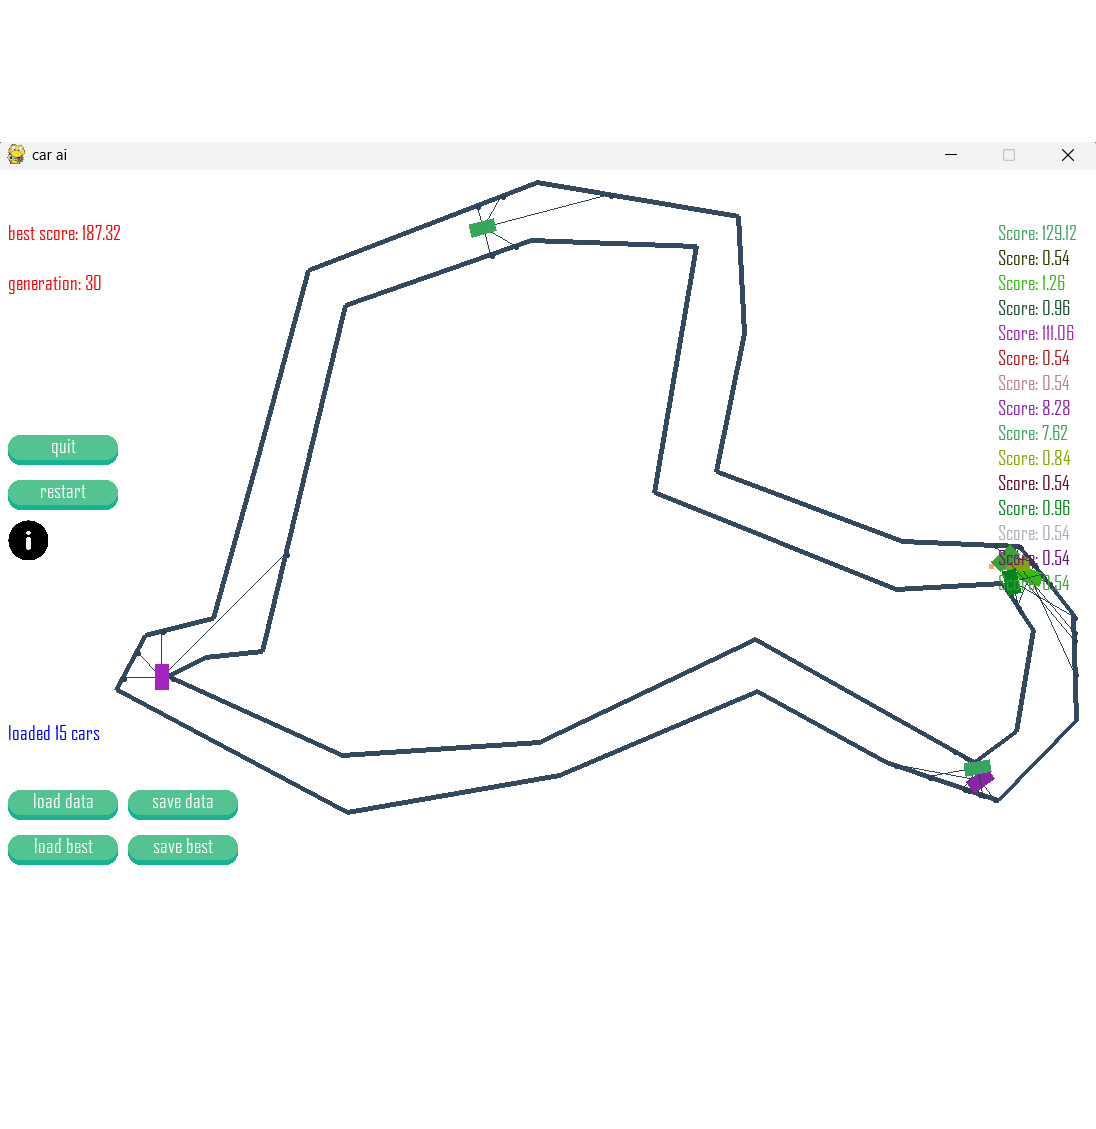 car ai
best score: 187.32
generation: 30
quit
restart
loaded 15 cars
load data
save data
load best
save best
Score: 129.12
Score: 0.54
Score: 1.26
Score: 0.96
Score: 111.06
Score: 0.54
Score: 0.54
Score: 8.28
Score: 7.62
Score: 0.84
Score: 0.54
Score: 0.96
Score: 0.54
Score: 0.54
Score: 0.54